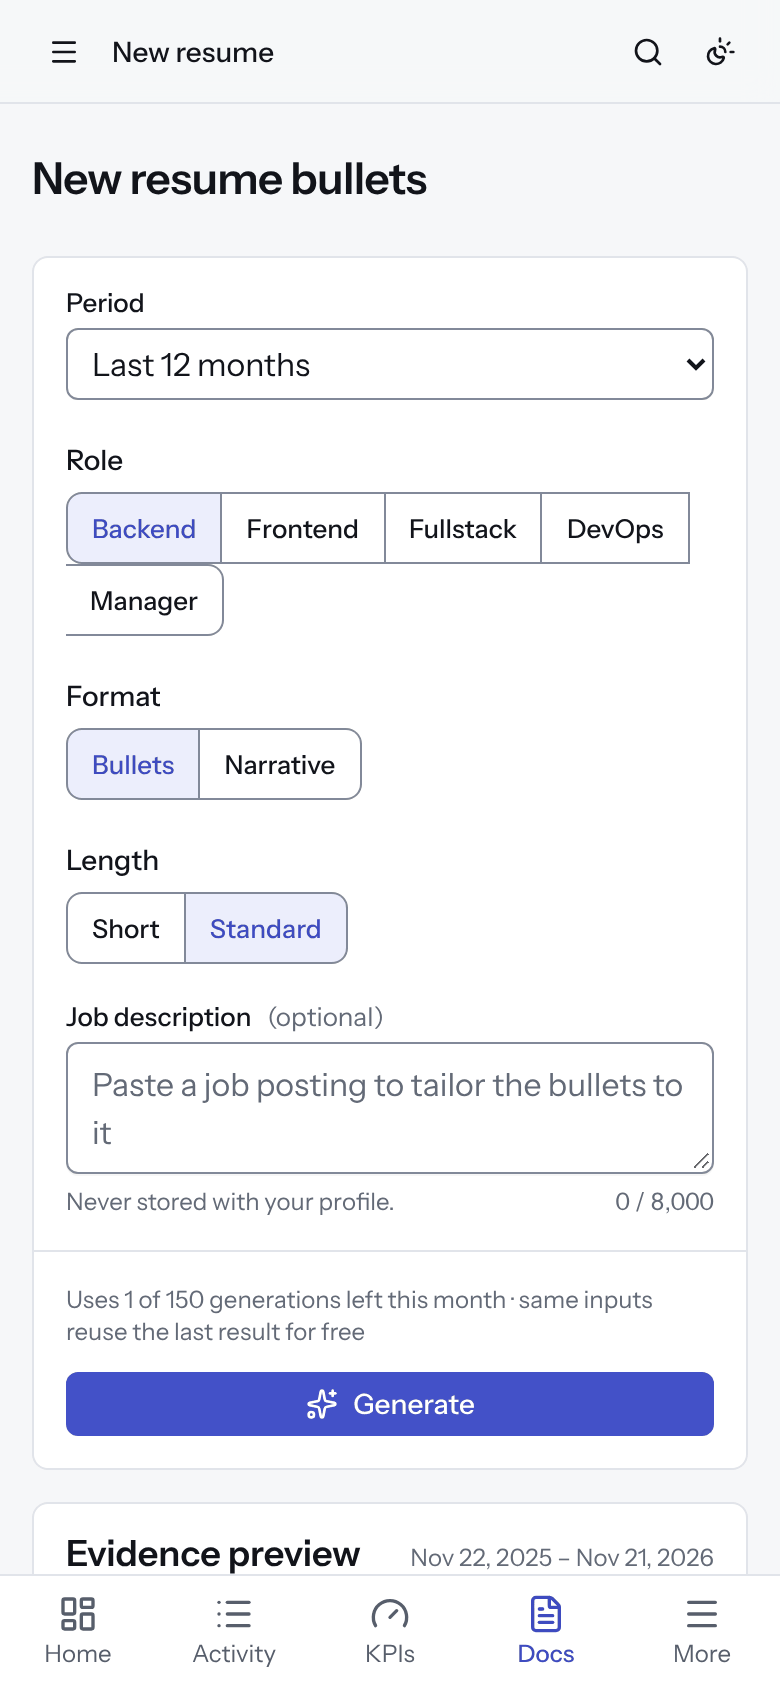 New resume
New resume bullets
Period
Last 12 months
Role
Backend
Frontend
Fullstack
DevOps
Manager
Format
Bullets
Narrative
Length
Short
Standard
Job description (optional)
Paste a job posting to tailor the bullets to
it
Never stored with your profile.
0 / 8,000
Uses 1 of 150 generations left this month · same inputs
reuse the last result for free
Generate
Evidence preview
Nov 22, 2025 – Nov 21, 2026
Home
Activity
KPIs
Docs
More